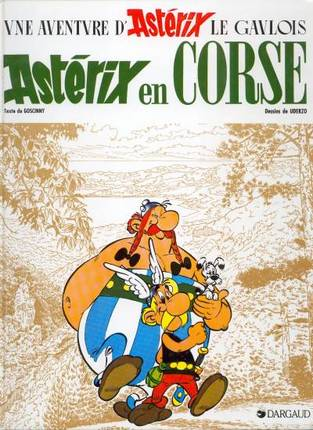 VNE AVENTVRE D'Astérix LE GAVLOIS
Astérix en CORSE
Texte de GOSCINNY
Dessins de UDERZO
DARGAUD